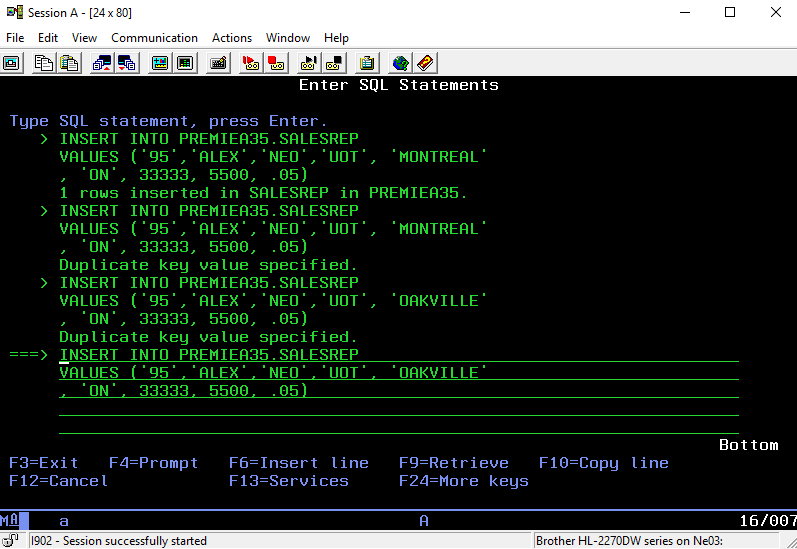 Session A - [24 x 80]
File Edit View Communication Actions Window Help
Enter SQL Statements
Type SQL statement, press Enter.
> INSERT INTO PREMIEA35.SALESREP
VALUES ('95','ALEX','NEO','UOT', 'MONTREAL'
, 'ON', 33333, 5500, .05)
1 rows inserted in SALESREP in PREMIEA35.
> INSERT INTO PREMIEA35.SALESREP
VALUES ('95','ALEX','NEO','UOT', 'MONTREAL'
, 'ON', 33333, 5500, .05)
Duplicate key value specified.
> INSERT INTO PREMIEA35.SALESREP
VALUES ('95','ALEX','NEO','UOT', 'OAKVILLE'
, 'ON', 33333, 5500, .05)
Duplicate key value specified.
===> INSERT INTO PREMIEA35.SALESREP
VALUES ('95','ALEX','NEO','UOT', 'OAKVILLE'
, 'ON', 33333, 5500, .05)
Bottom
F3=Exit F4=Prompt F6=Insert line F9=Retrieve F10=Copy line
F12=Cancel F13=Services F24=More keys
MA a A 16/007
I902 - Session successfully started Brother HL-2270DW series on Ne03: